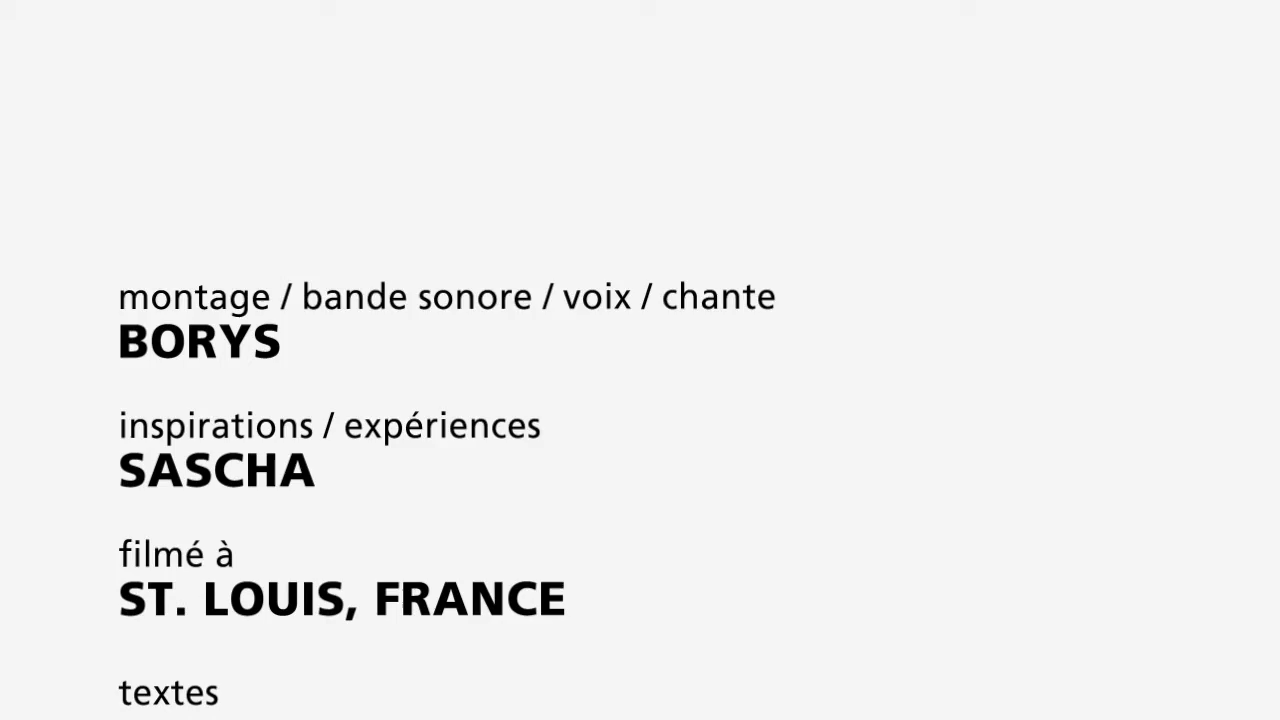 montage / bande sonore / voix / chante
BORYS
inspirations / expériences
SASCHA
filmé à
ST. LOUIS, FRANCE
textes